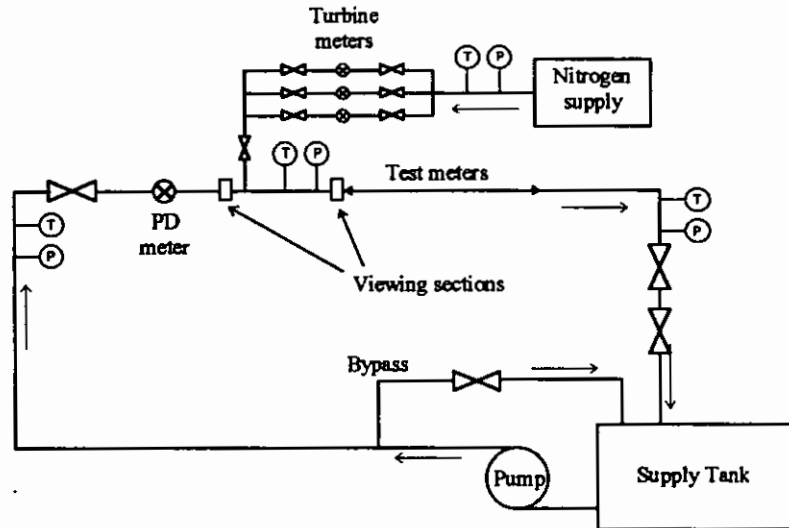 Turbine
meters
T
P
Nitrogen
supply
T
P
Test meters
PD
meter
T
P
T
P
Viewing sections
Bypass
Pump
Supply Tank